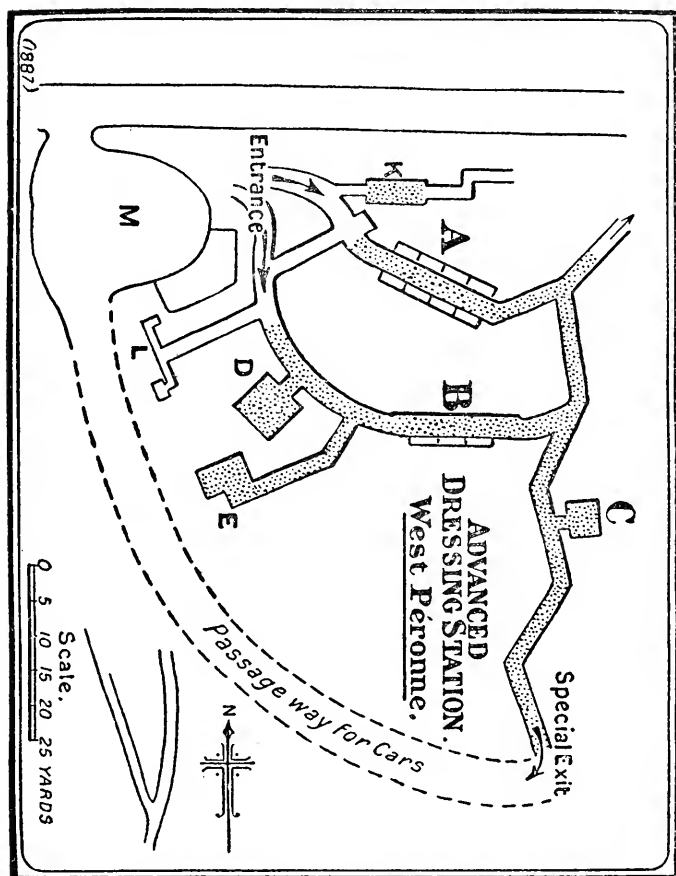 (1887)
K
Entrance
A
M
L
D
B
E
C
ADVANCED
DRESSING STATION.
West Péronne.
Special Exit
Passage way for Cars
N
Scale.
0 5 10 15 20 25 YARDS